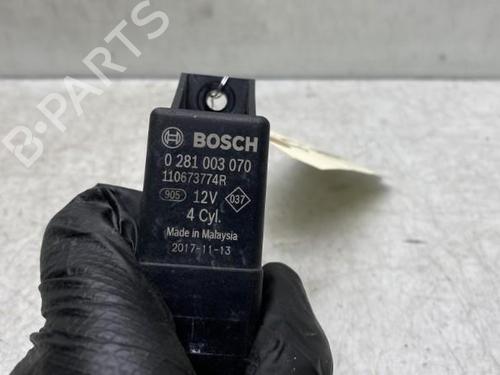 BOSCH
0 281 003 070
110673774R
905 12V 037
4 Cyl.
Made in Malaysia
2017-11-13
B-Parts